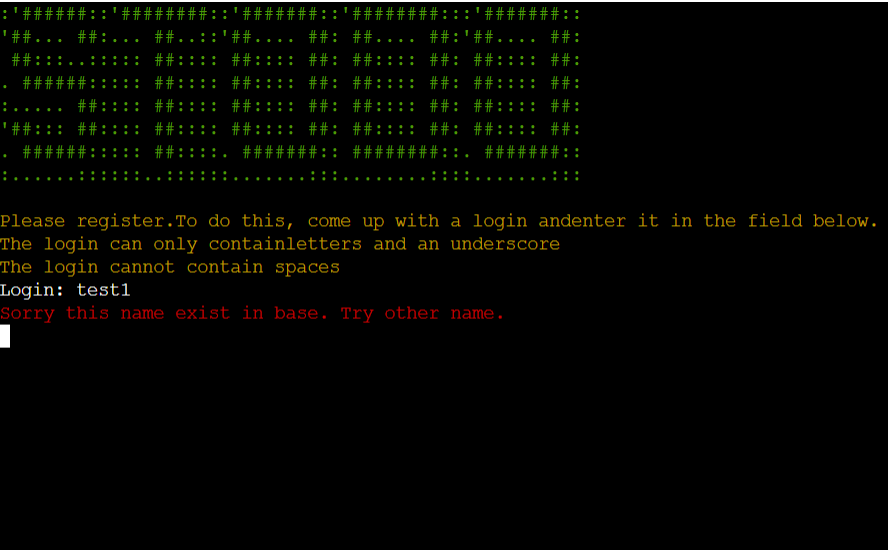 :'######::'########::'#######::'########:::'#######::
'##... ##:... ##..::'##.... ##: ##.... ##:'##.... ##:
 ##:::..::::: ##:::: ##:::: ##: ##:::: ##: ##:::: ##:
. ######::::: ##:::: ##:::: ##: ##:::: ##: ##:::: ##:
:..... ##:::: ##:::: ##:::: ##: ##:::: ##: ##:::: ##:
'##::: ##:::: ##:::: ##:::: ##: ##:::: ##: ##:::: ##:
. ######::::: ##::::. #######:: ########::. #######::
:......::::::..::::::.......:::........::::.......:::
Please register.To do this, come up with a login andenter it in the field below.
The login can only containletters and an underscore
The login cannot contain spaces
Login: test1
Sorry this name exist in base. Try other name.